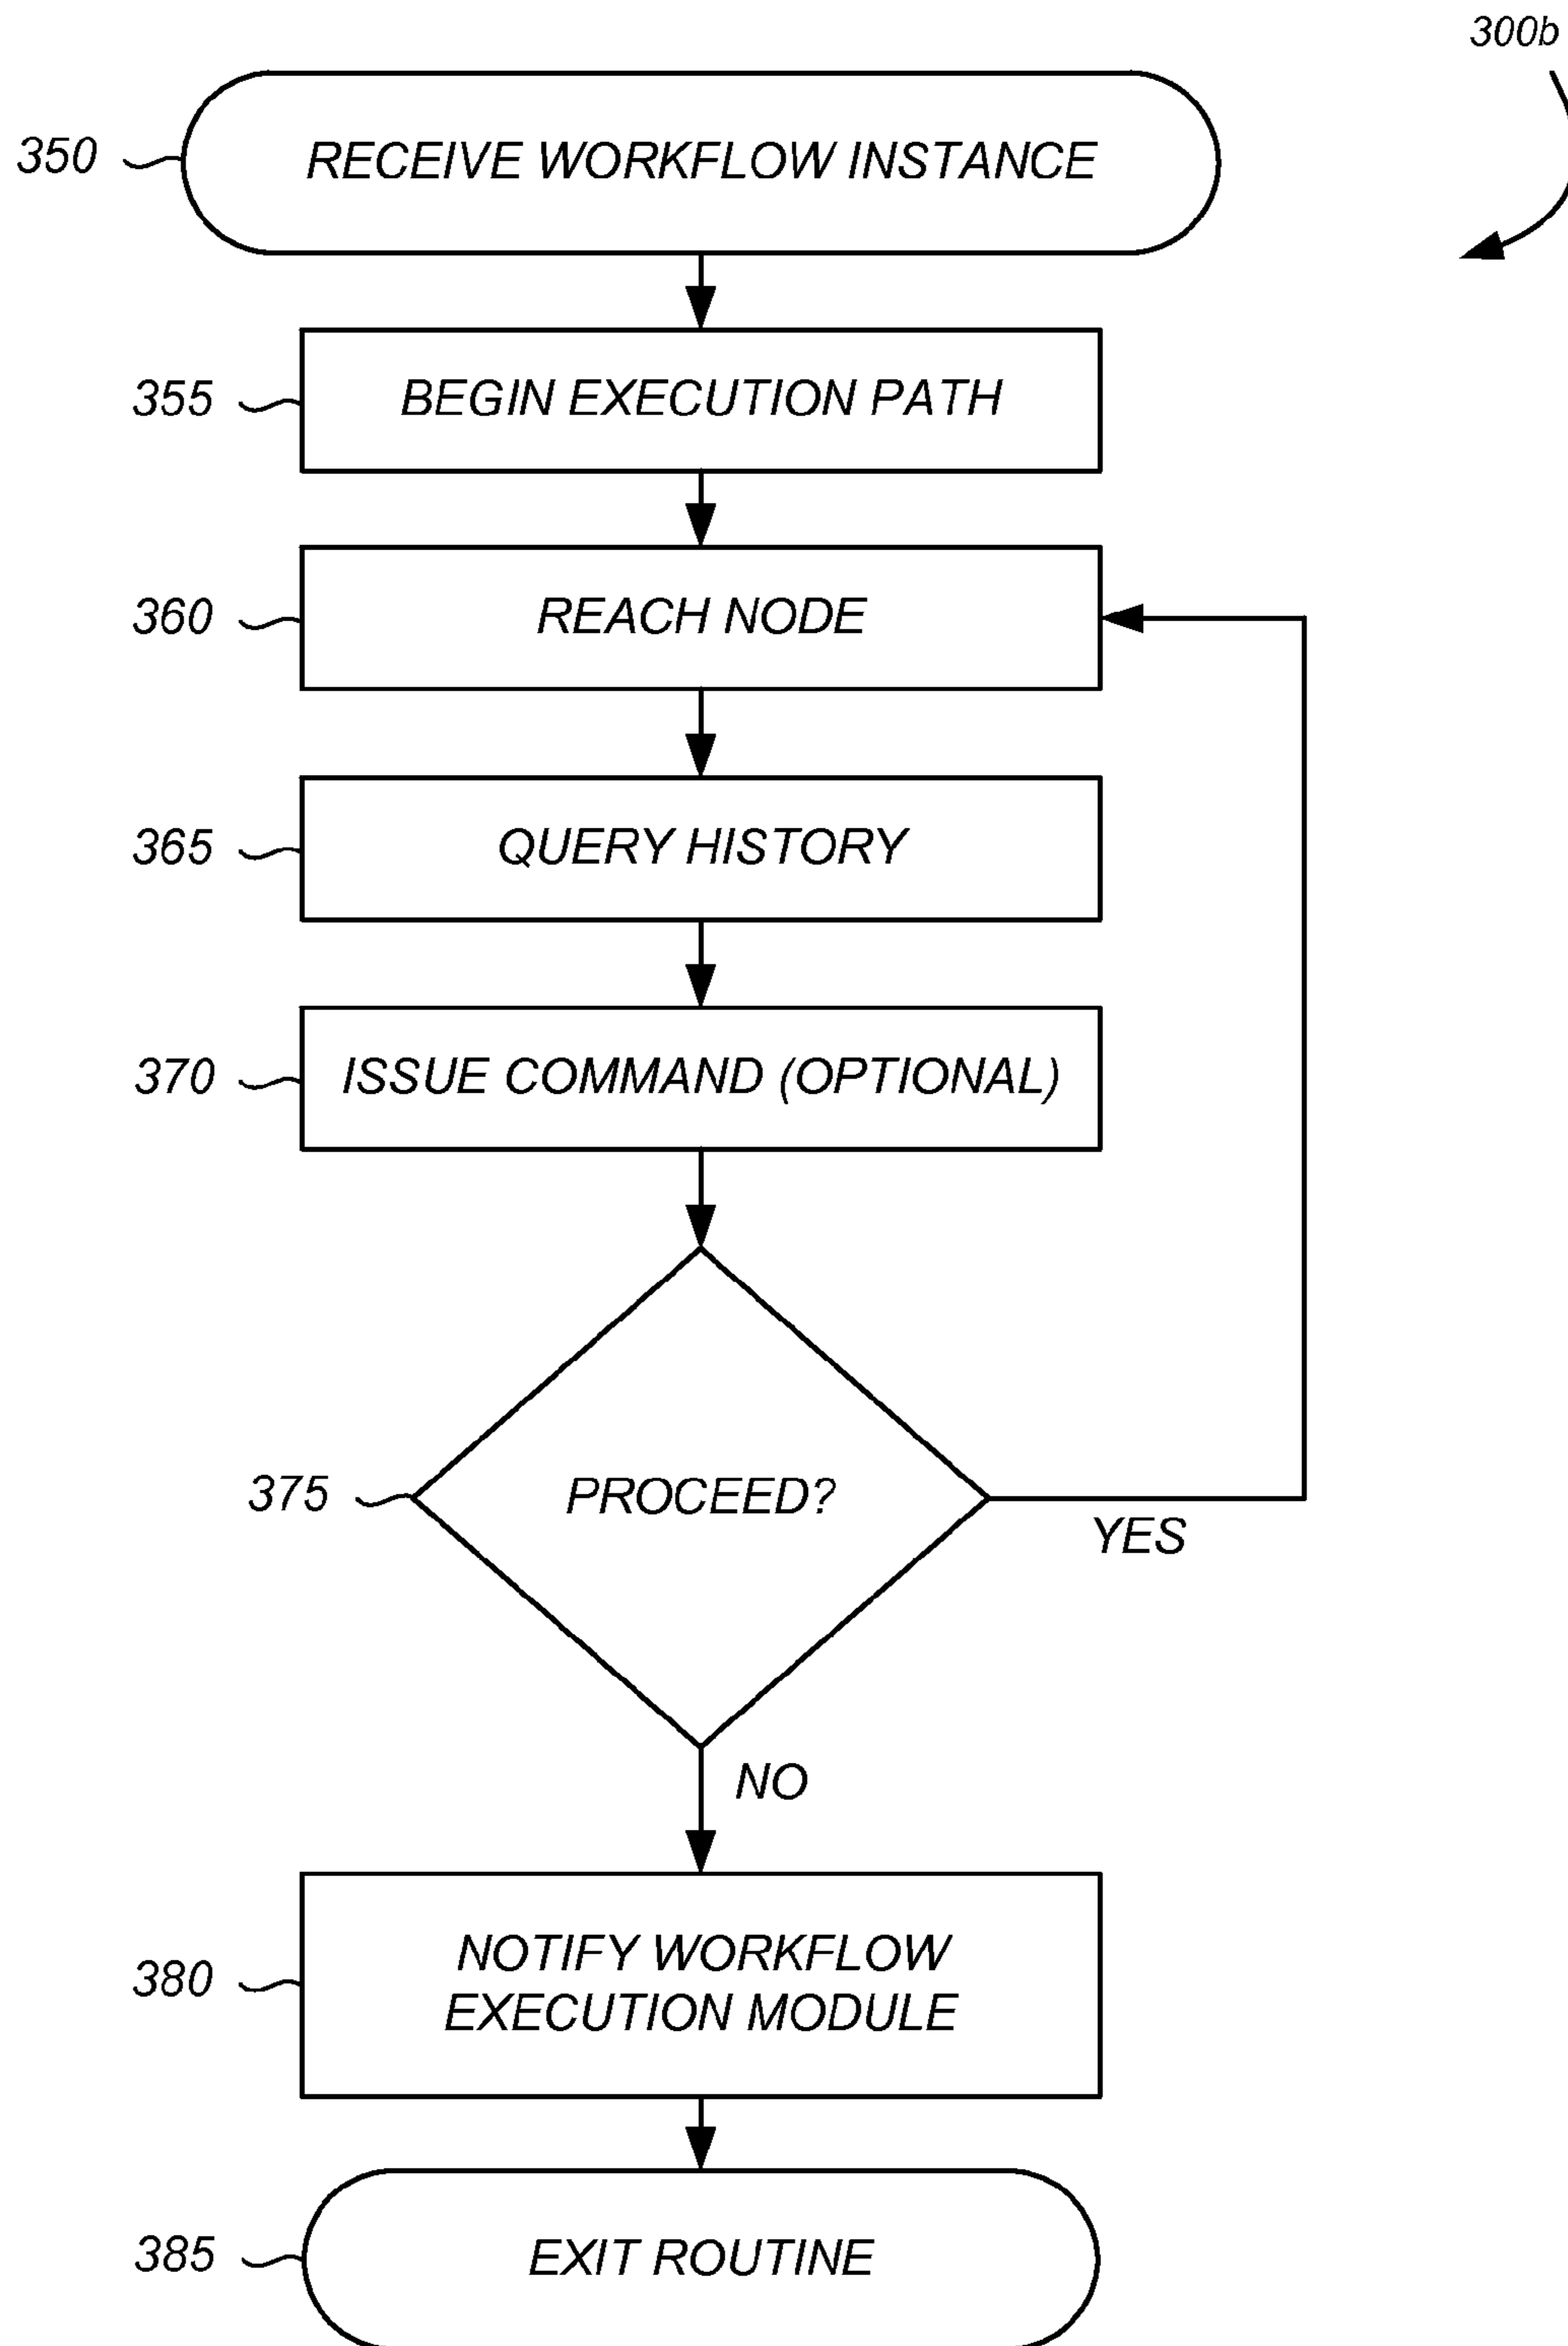 300b
350 RECEIVE WORKFLOW INSTANCE
355 BEGIN EXECUTION PATH
360 REACH NODE
365 QUERY HISTORY
370 ISSUE COMMAND (OPTIONAL)
375 PROCEED?
YES
NO
380 NOTIFY WORKFLOW
EXECUTION MODULE
385 EXIT ROUTINE